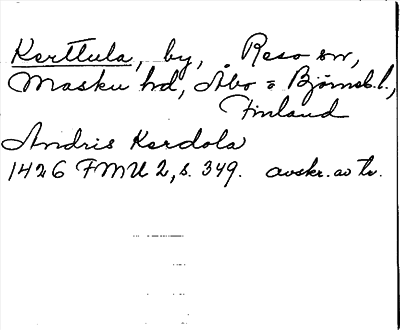 Kerttula, by, Reso sn,
Masku hd, Åbo = Björneb. l.,
Finland
Andris Kerdola
1426 FMU 2, s. 349. avskr. av tr.